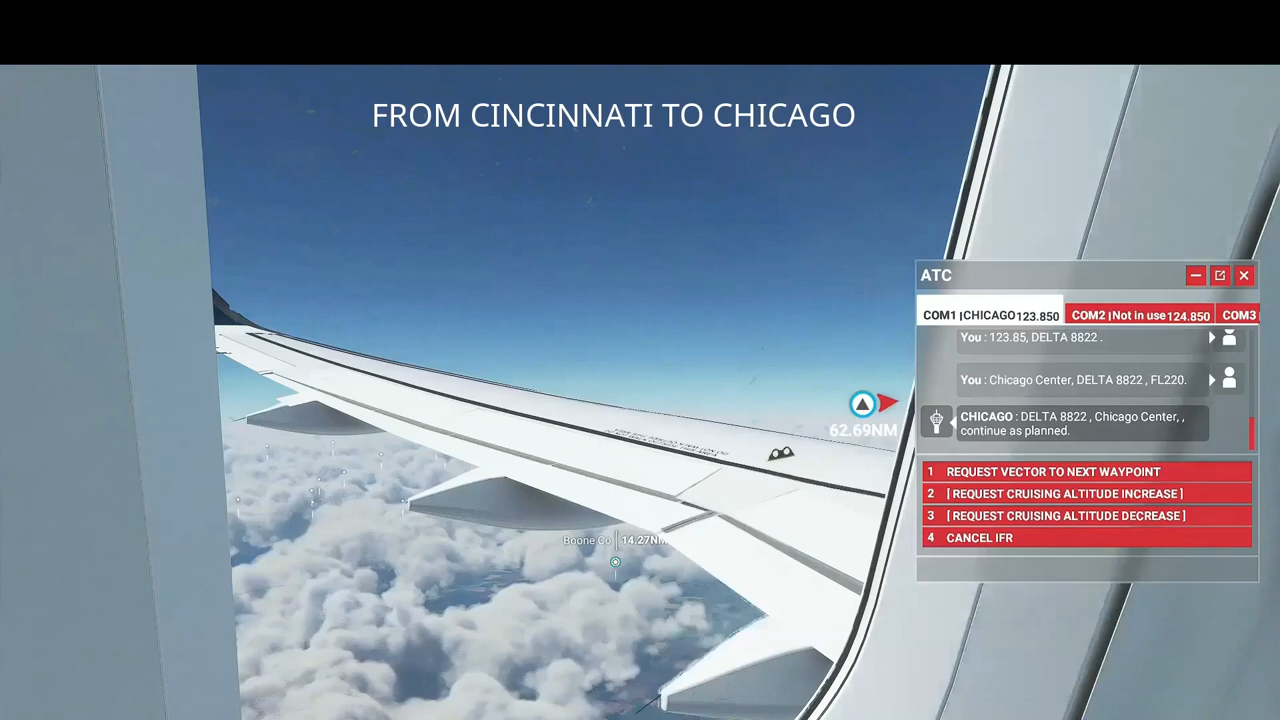 FROM CINCINNATI TO CHICAGO
ATC
COM1 |CHICAGO 123.850
COM2 |Not in use 124.850
COM3
You : 123.85, DELTA 8822 .
You : Chicago Center, DELTA 8822 , FL220.
CHICAGO : DELTA 8822 , Chicago Center, ,
continue as planned.
62.69NM
1 REQUEST VECTOR TO NEXT WAYPOINT
2 [ REQUEST CRUISING ALTITUDE INCREASE ]
3 [ REQUEST CRUISING ALTITUDE DECREASE ]
4 CANCEL IFR
Boone Co 14.27NM